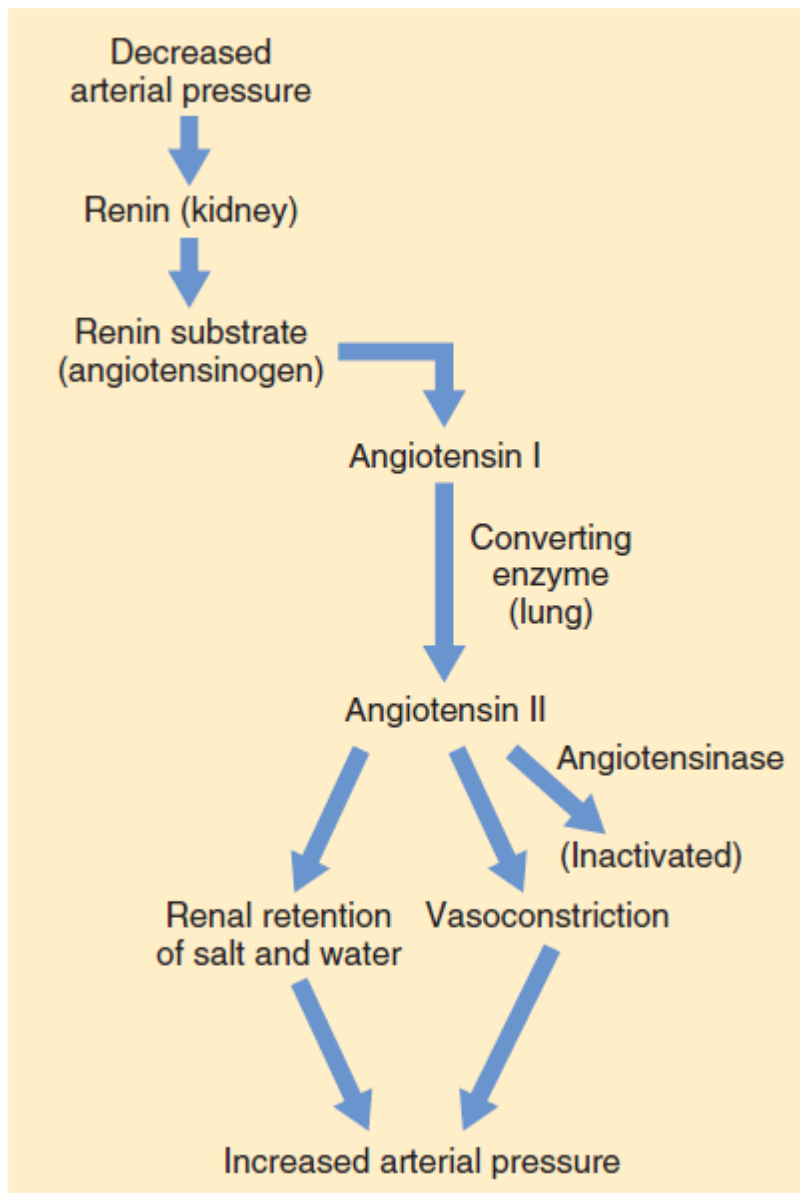 Decreased
arterial pressure
Renin (kidney)
Renin substrate
(angiotensinogen)
Angiotensin I
Converting
enzyme
(lung)
Angiotensin II
Angiotensinase
(Inactivated)
Renal retention
of salt and water
Vasoconstriction
Increased arterial pressure